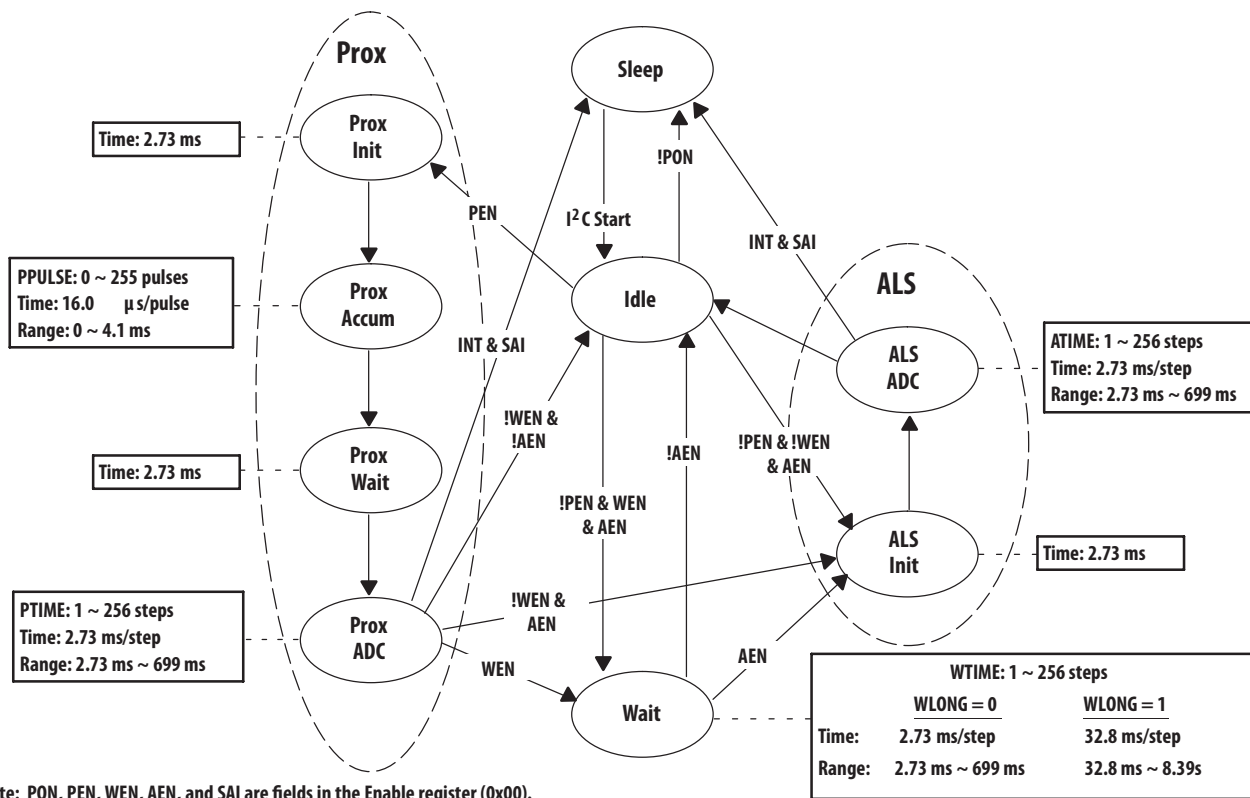 Prox
Sleep
Prox
Init
Time: 2.73 ms
!PON
PEN
I²C Start
INT & SAI
PPULSE: 0 ~ 255 pulses
Time: 16.0 µs/pulse
Range: 0 ~ 4.1 ms
Prox
Accum
Idle
ALS
INT & SAI
ALS
ADC
ATIME: 1 ~ 256 steps
Time: 2.73 ms/step
Range: 2.73 ms ~ 699 ms
!WEN &
!AEN
!AEN
!PEN & !WEN
& AEN
Time: 2.73 ms
Prox
Wait
!PEN & WEN
& AEN
ALS
Init
Time: 2.73 ms
PTIME: 1 ~ 256 steps
Time: 2.73 ms/step
Range: 2.73 ms ~ 699 ms
Prox
ADC
!WEN &
AEN
WEN
AEN
Wait
WTIME: 1 ~ 256 steps
WLONG = 0 WLONG = 1
Time: 2.73 ms/step 32.8 ms/step
Range: 2.73 ms ~ 699 ms 32.8 ms ~ 8.39s
te: PON, PEN, WEN, AEN, and SAI are fields in the Enable register (0x00).